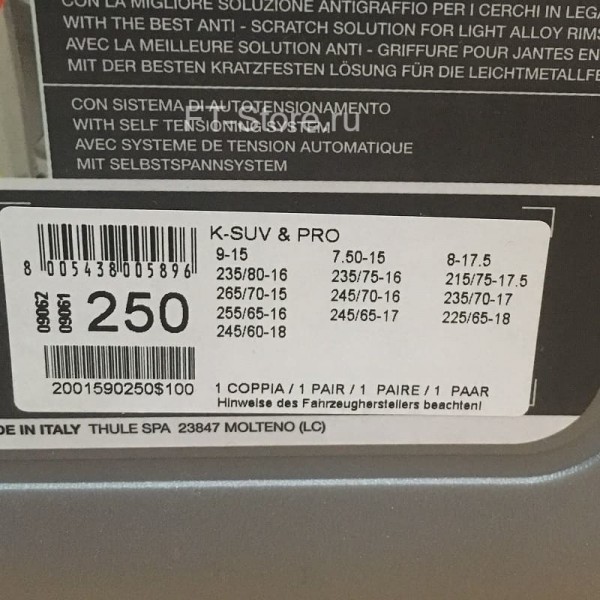 CON LA MIGLIORE SOLUZIONE ANTIGRAFFIO PER I CERCHI IN LEGA
WITH THE BEST ANTI - SCRATCH SOLUTION FOR LIGHT ALLOY RIMS
AVEC LA MEILLEURE SOLUTION ANTI - GRIFFURE POUR JANTES EN
MIT DER BESTEN KRATZFESTEN LÖSUNG FÜR DIE LEICHTMETALLFE
CON SISTEMA DI AUTOTENSIONAMENTO
WITH SELF TENSIONING SYSTEM
FT-Store.ru
AVEC SYSTEME DE TENSION AUTOMATIQUE
MIT SELBSTSPANNSYSTEM
K-SUV & PRO
9-15 7.50-15 8-17.5
235/80-16 235/75-16 215/75-17.5
265/70-15 245/70-16 235/70-17
255/65-16 245/65-17 225/65-18
245/60-18
8 005438 005896
09062
09061
250
2001590250$100
1 COPPIA / 1 PAIR / 1 PAIRE / 1 PAAR
Hinweise des Fahrzeugherstellers beachten!
DE IN ITALY THULE SPA 23847 MOLTENO (LC)